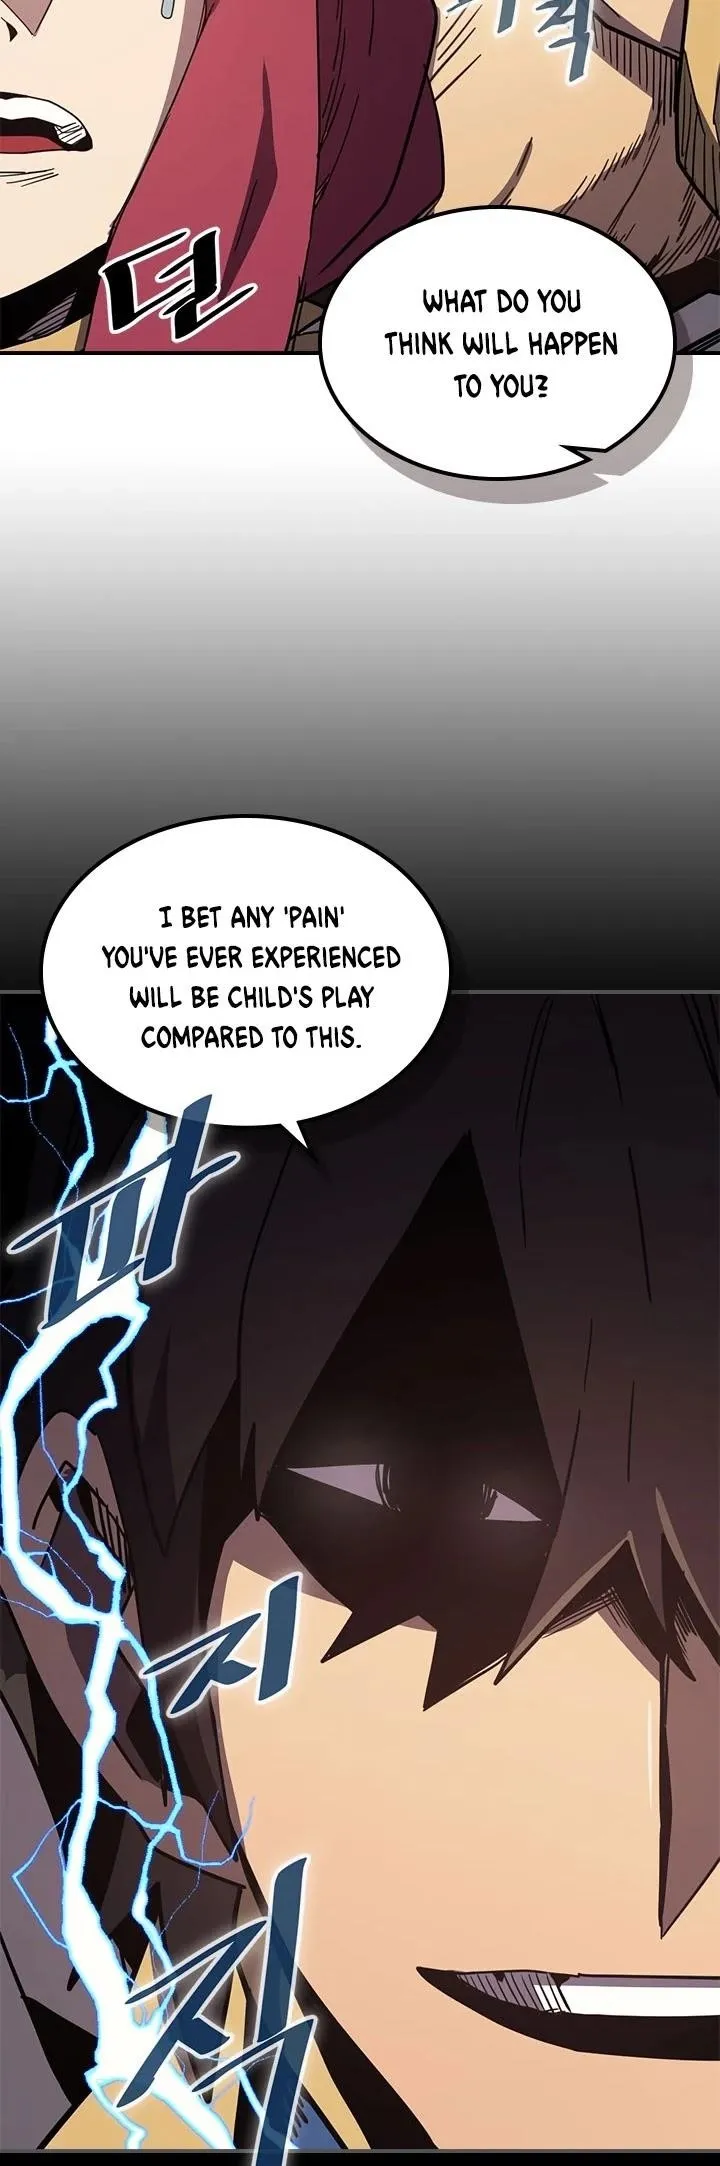 적
덜
WHAT DO YOU
THINK WILL HAPPEN
TO YOU?
I BET ANY 'PAIN'
YOU'VE EVER EXPERIENCED
WILL BE CHILD'S PLAY
COMPARED TO THIS.
파
지
직